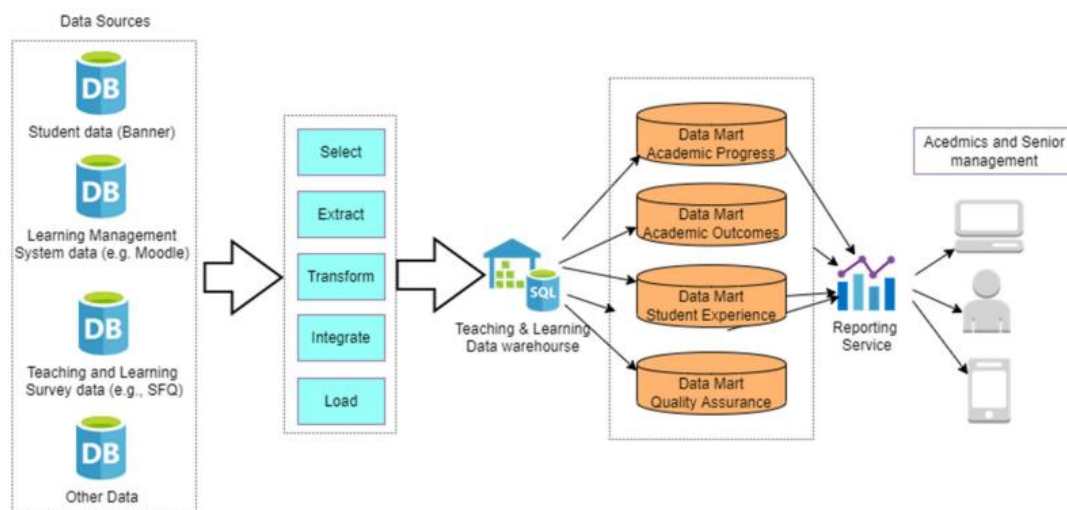 Data Sources
DB
Student data (Banner)
DB
Learning Management
System data (e.g. Moodle)
DB
Teaching and Learning
Survey data (e.g., SFQ)
DB
Other Data
Select
Extract
Transform
Integrate
Load
SQL
Teaching & Learning
Data warehourse
Data Mart
Academic Progress
Data Mart
Academic Outcomes
Data Mart
Student Experience
Data Mart
Quality Assurance
Reporting
Service
Acedmics and Senior
management